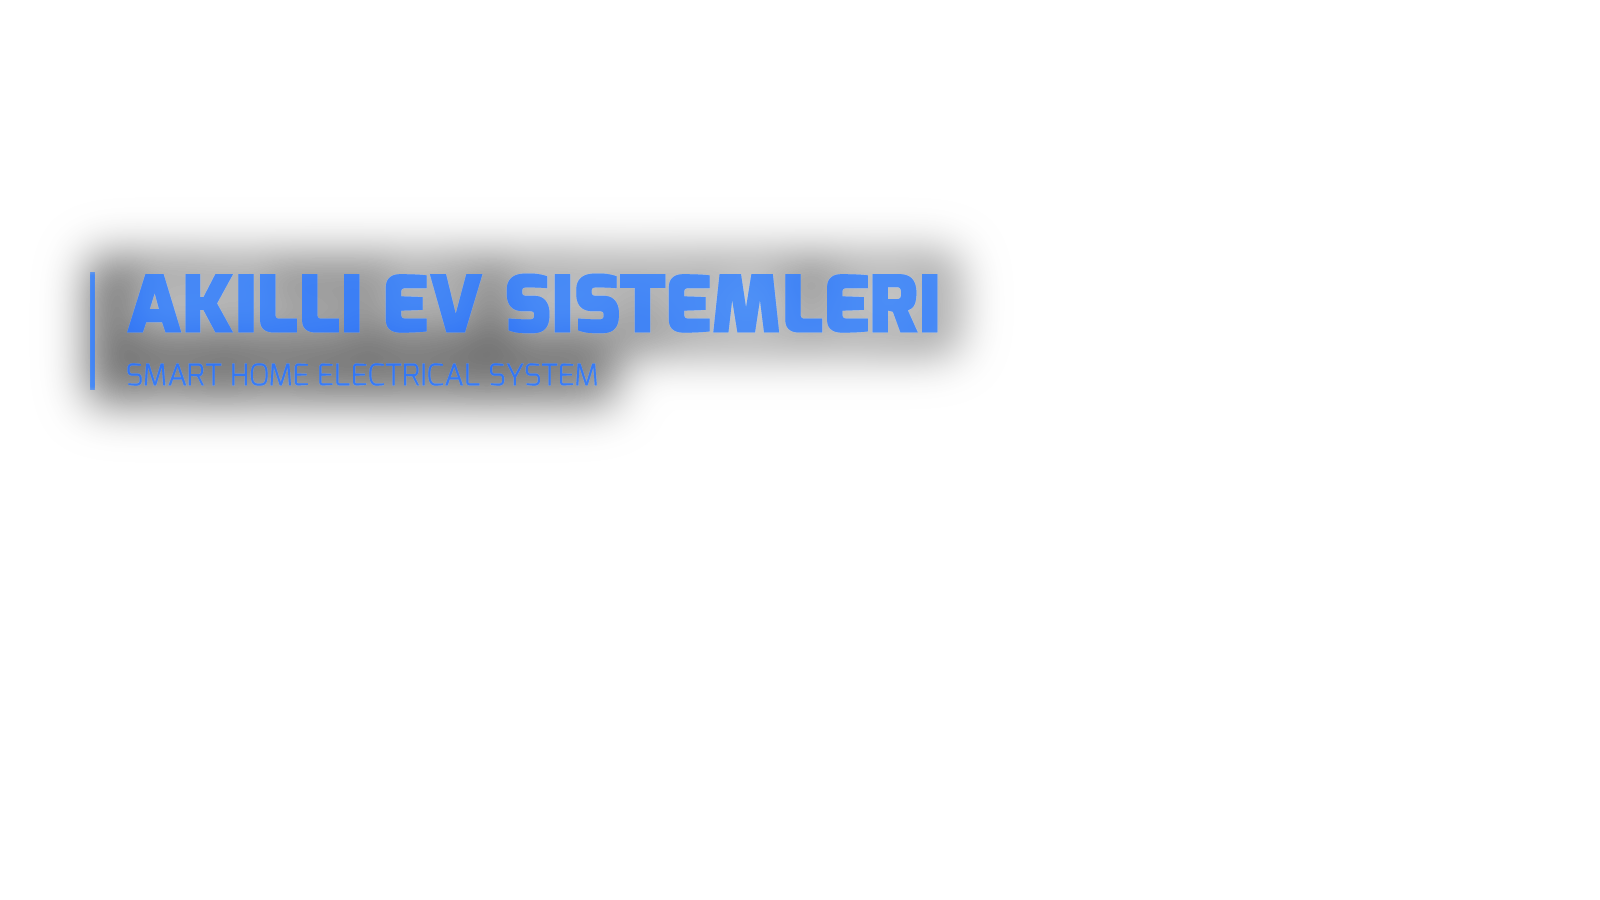 AKILLI EV SISTEMLERI
SMART HOME ELECTRICAL SYSTEM